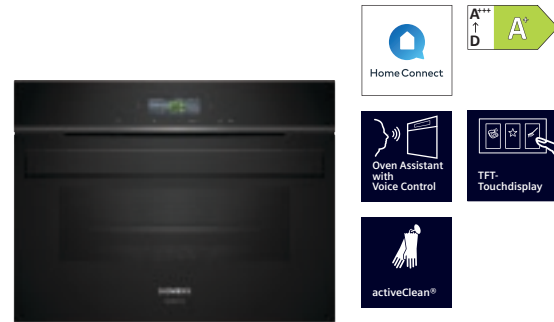 Home Connect
A+++
↑
D
A+
Oven Assistant
with
Voice Control
TFT-
Touchdisplay
activeClean®
SIEMENS